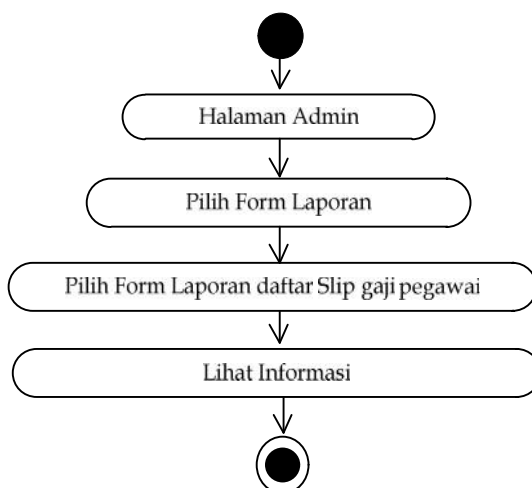 Halaman Admin
Pilih Form Laporan
Pilih Form Laporan daftar Slip gaji pegawai
Lihat Informasi